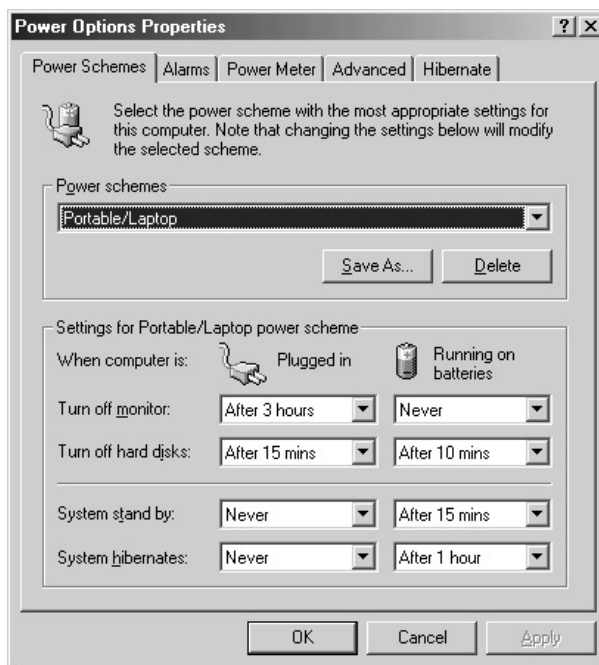 Power Options Properties
Power Schemes Alarms Power Meter Advanced Hibernate
Select the power scheme with the most appropriate settings for
this computer. Note that changing the settings below will modify
the selected scheme.
Power schemes
Portable/Laptop
Save As... Delete
Settings for Portable/Laptop power scheme
When computer is: Plugged in Running on
batteries
Turn off monitor: After 3 hours Never
Turn off hard disks: After 15 mins After 10 mins
System stand by: Never After 15 mins
System hibernates: Never After 1 hour
OK Cancel Apply